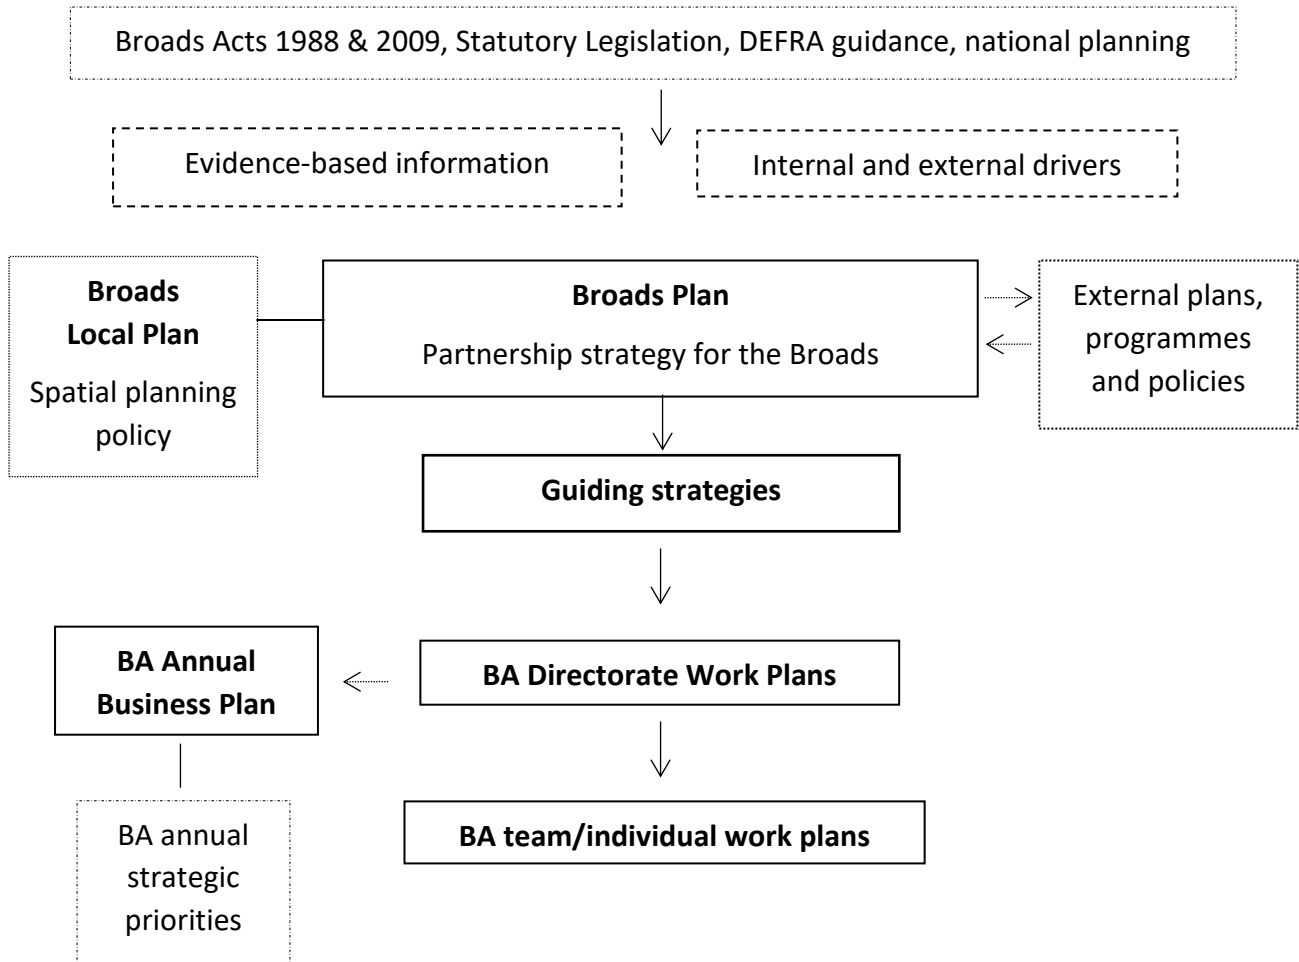 Broads Acts 1988 & 2009, Statutory Legislation, DEFRA guidance, national planning
Evidence-based information
Internal and external drivers
Broads
Local Plan
Spatial planning
policy
Broads Plan
Partnership strategy for the Broads
External plans,
programmes
and policies
Guiding strategies
BA Annual
Business Plan
BA Directorate Work Plans
BA team/individual work plans
BA annual
strategic
priorities